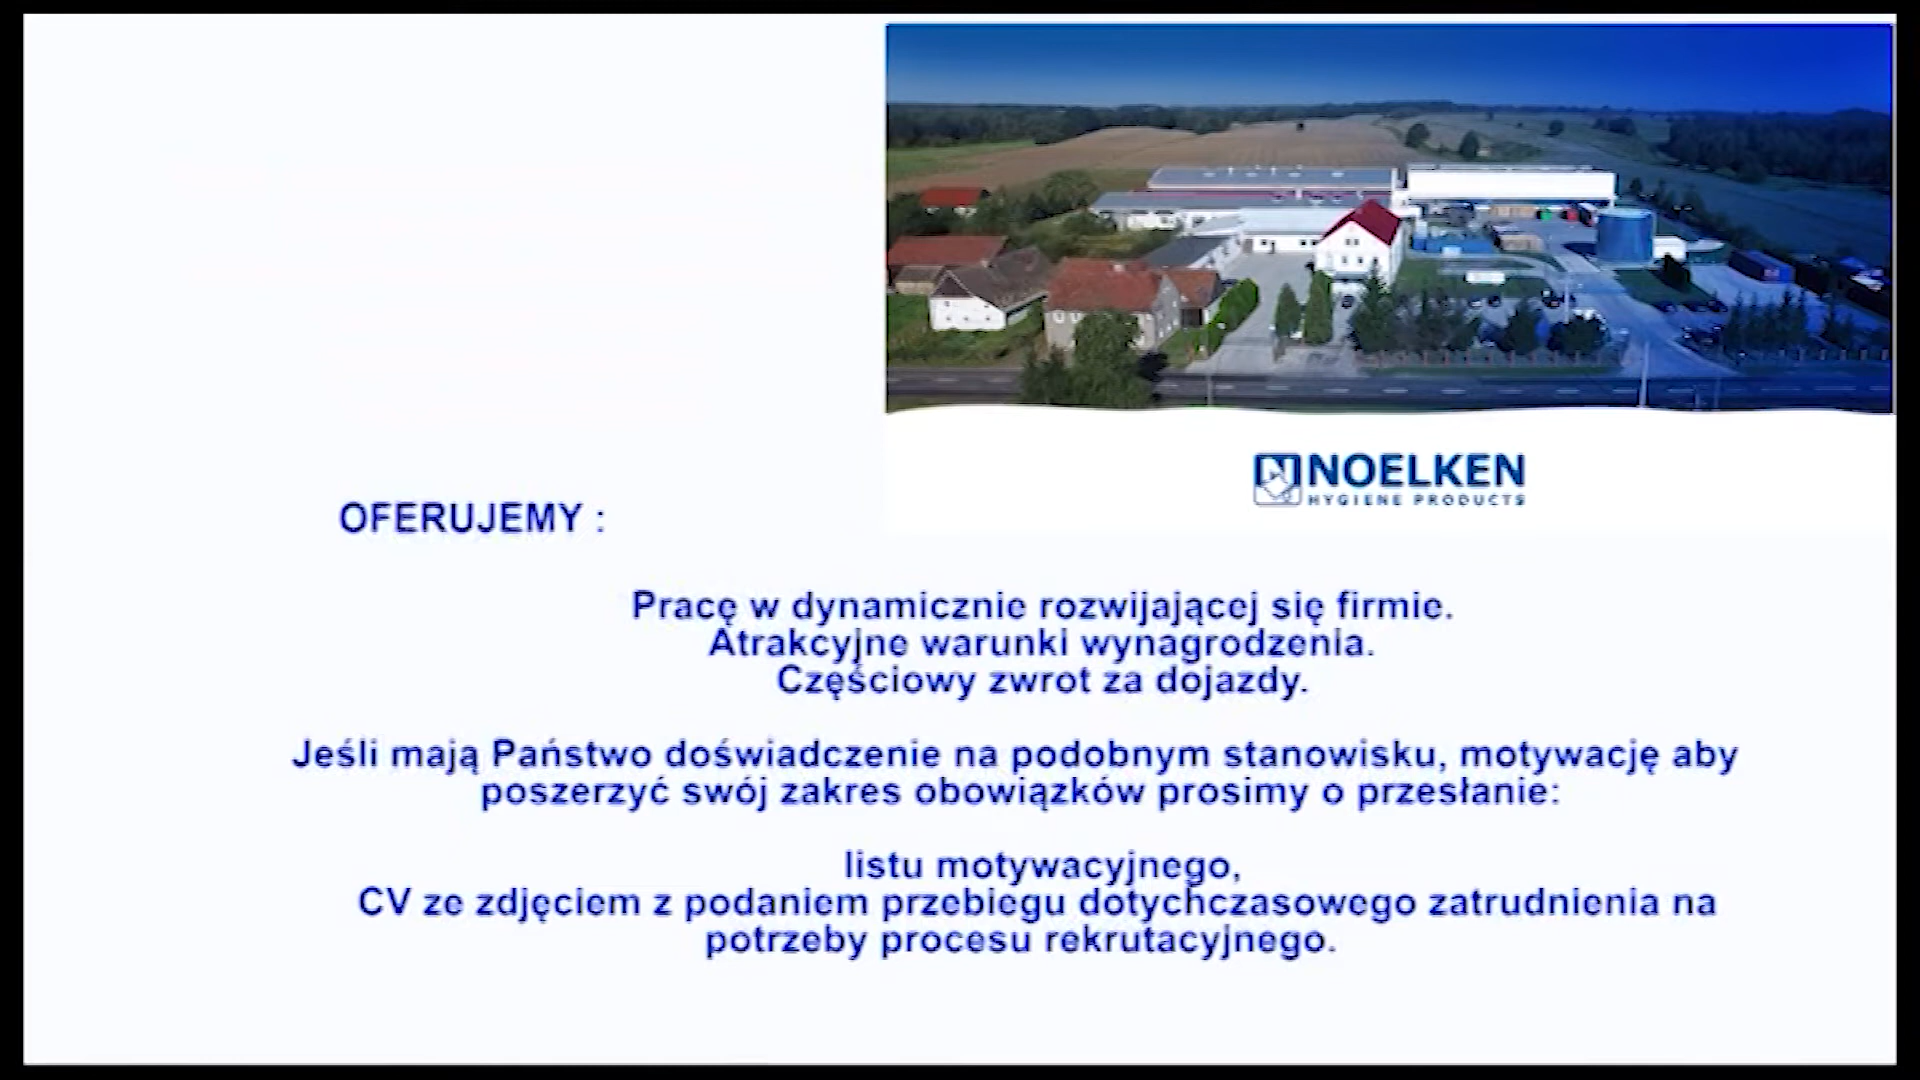 NOELKEN
HYGIENE PRODUCTS
OFERUJEMY :
Pracę w dynamicznie rozwijającej się firmie.
Atrakcyjne warunki wynagrodzenia.
Częściowy zwrot za dojazdy.
Jeśli mają Państwo doświadczenie na podobnym stanowisku, motywację aby
poszerzyć swój zakres obowiązków prosimy o przesłanie:
listu motywacyjnego,
CV ze zdjęciem z podaniem przebiegu dotychczasowego zatrudnienia na
potrzeby procesu rekrutacyjnego.